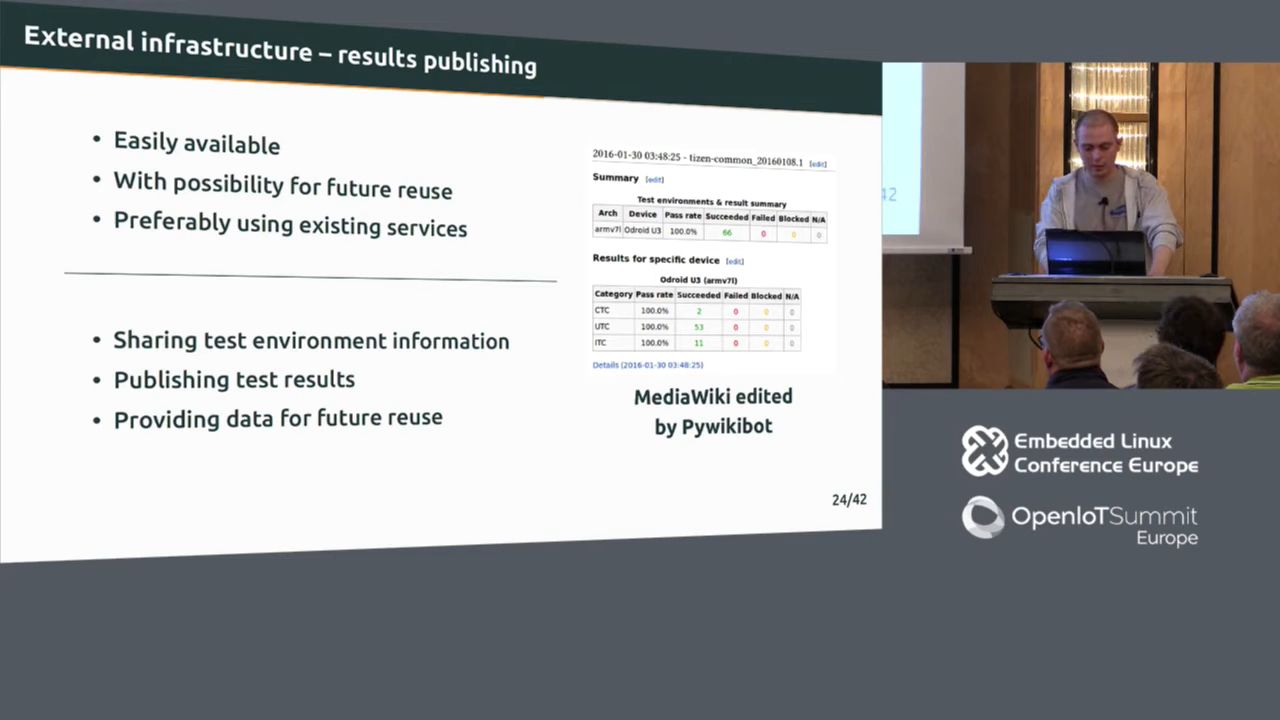 External infrastructure – results publishing
• Easily available
• With possibility for future reuse
• Preferably using existing services
• Sharing test environment information
• Publishing test results
• Providing data for future reuse
2016-01-30 03:48:25 - tizen-common_20160108.1 [edit]
Summary [edit]
Test environments & result summary
Arch Device Pass rate Succeeded Failed Blocked N/A
armv7l Odroid U3 100.0% 66 0 0 0
Results for specific device [edit]
Odroid U3 (armv7l)
Category Pass rate Succeeded Failed Blocked N/A
CTC 100.0% 2 0 0 0
UTC 100.0% 53 0 0 0
ITC 100.0% 11 0 0 0
Details (2016-01-30 03:48:25)
MediaWiki edited
by Pywikibot
24/42
42
Embedded Linux
Conference Europe
OpenIoTSummit
Europe